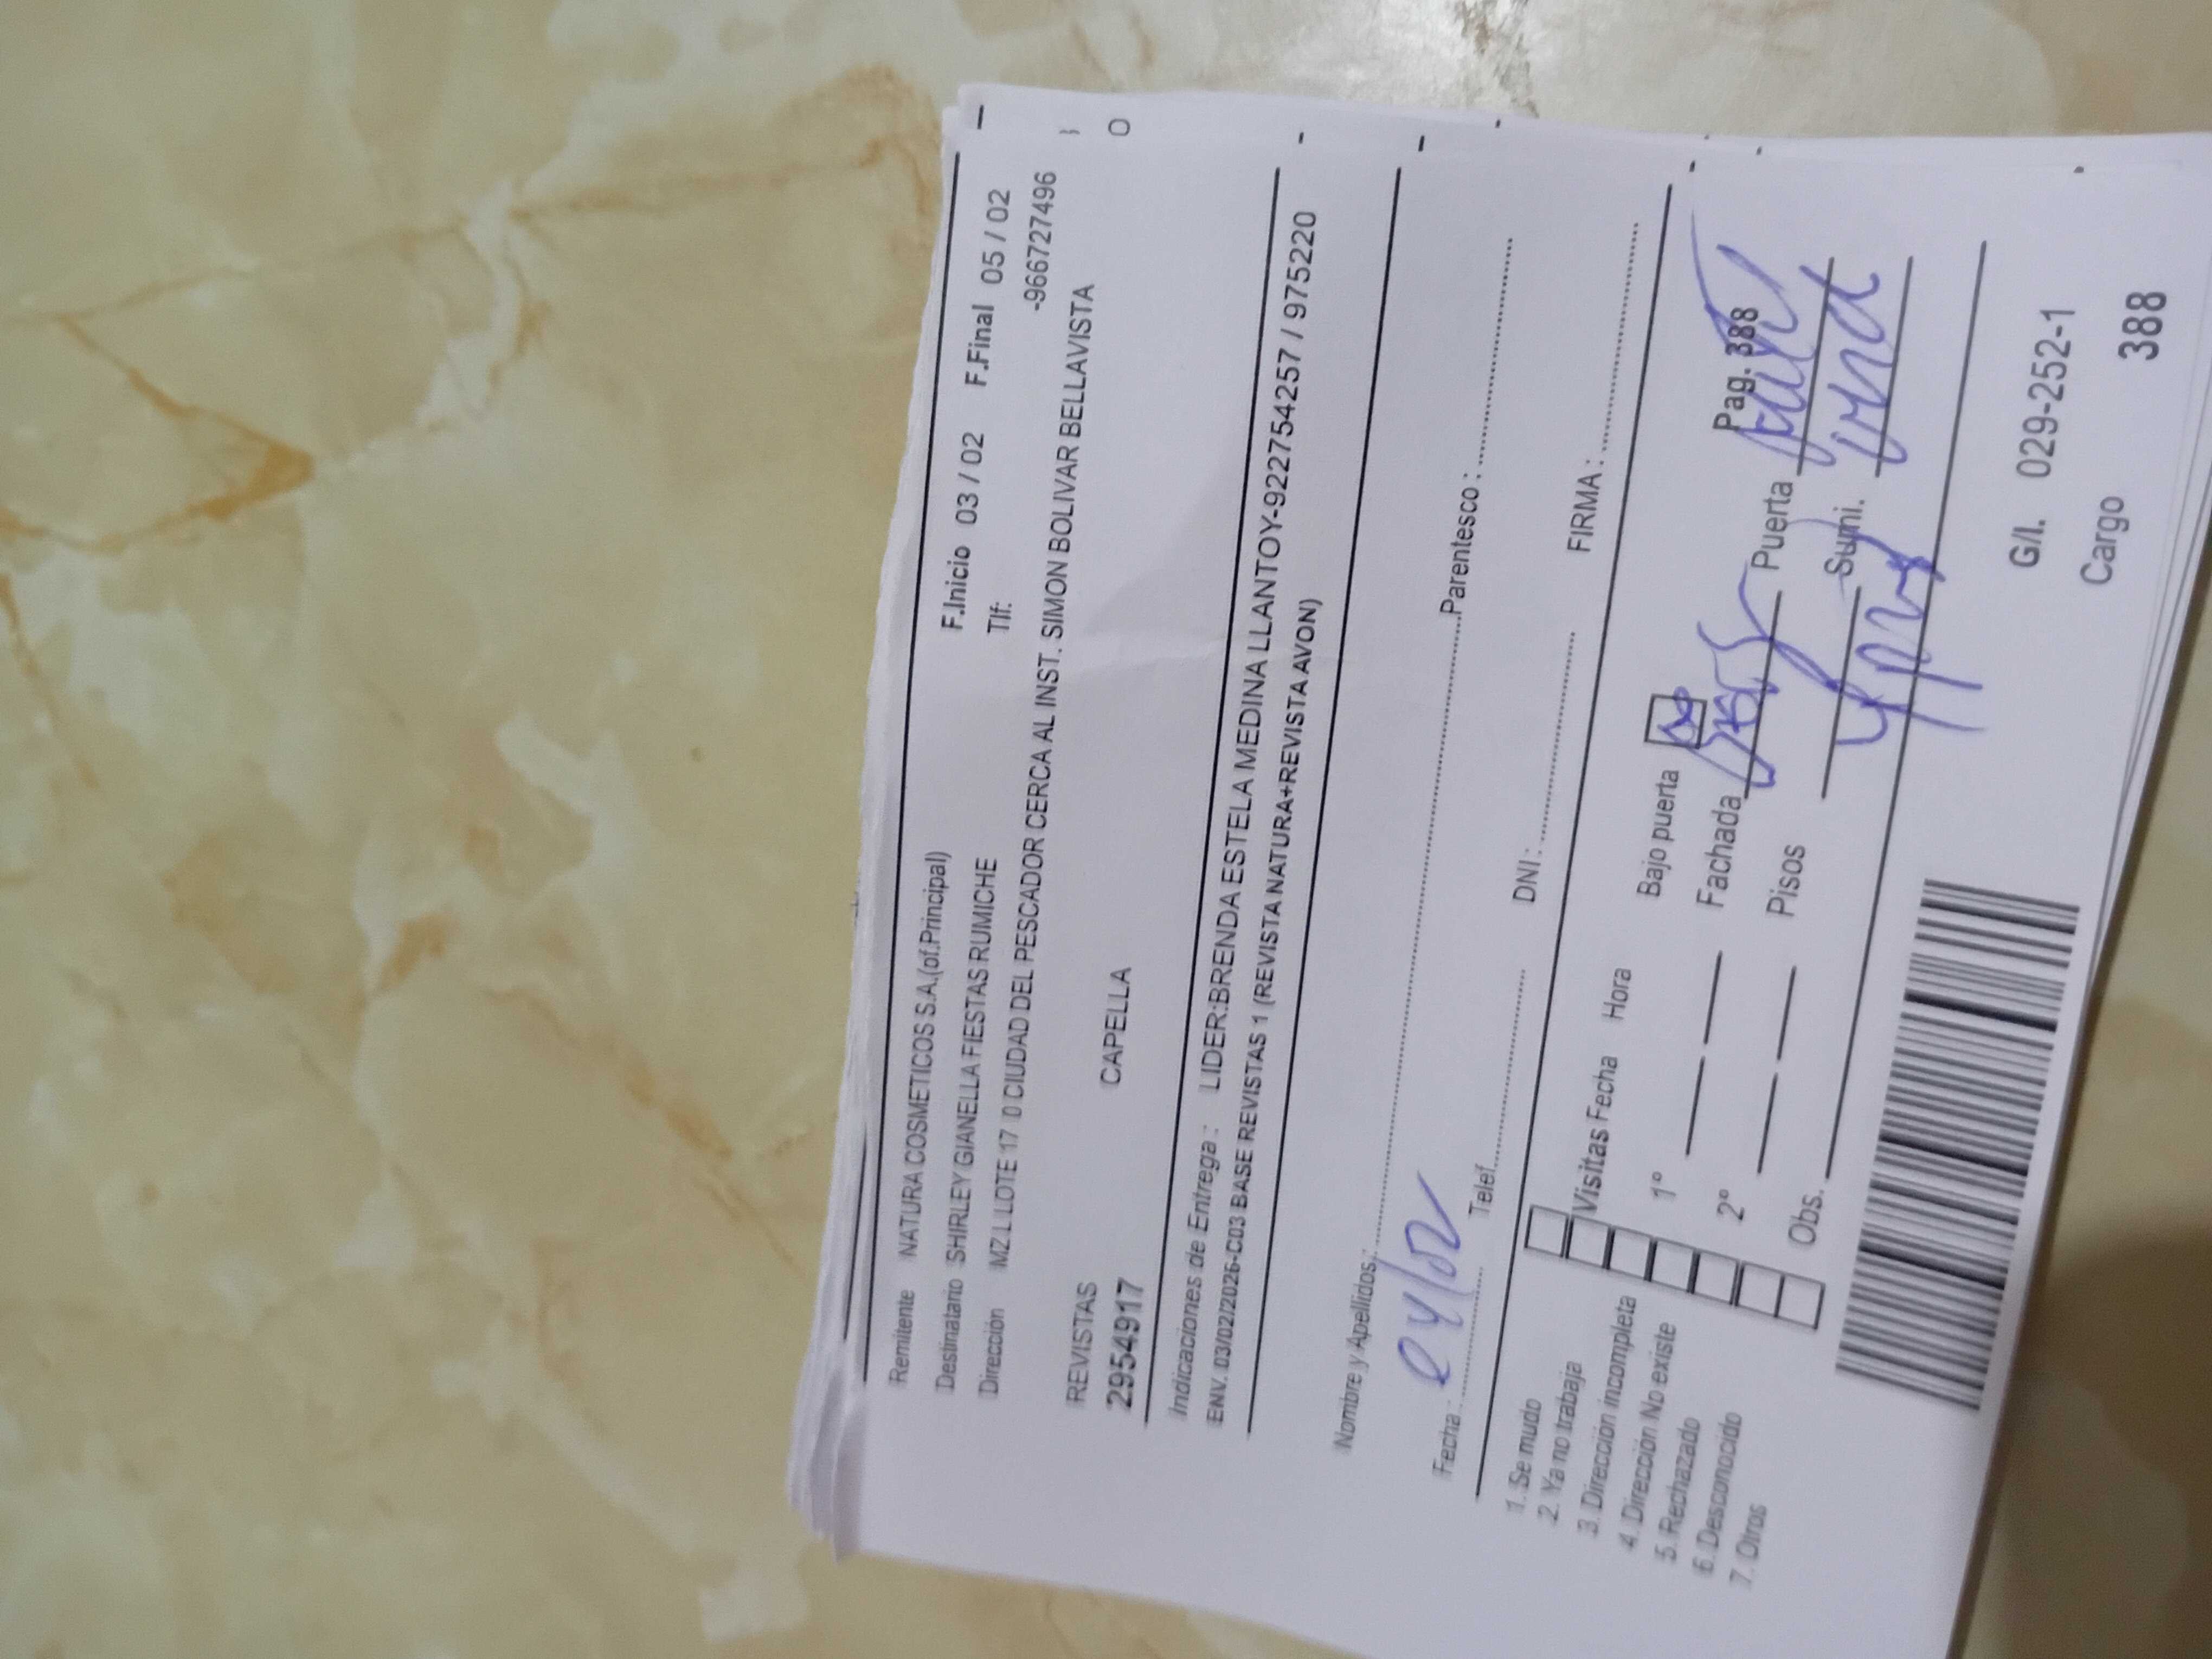 Remitente NATURA COSMETICOS S.A.(of.Principal) F.Inicio 03 / 02 F.Final 05 / 02
Destinatario SHIRLEY GIANELLA FIESTAS RUMICHE Tlf: -966727496
Dirección MZ.L LOTE 17 0 CIUDAD DEL PESCADOR CERCA AL INST. SIMON BOLIVAR BELLAVISTA
REVISTAS
2954917 CAPELLA 0
Indicaciones de Entrega : LIDER:BRENDA ESTELA MEDINA LLANTOY-922754257 / 975220
ENV. 03/02/2026-C03 BASE REVISTAS 1 (REVISTA NATURA+REVISTA AVON)
Nombre y Apellidos: Parentesco :
Fecha : 04/02 Telef. DNI : FIRMA :
1. Se mudo
2. Ya no trabaja
3. Dirección incompleta
4. Dirección No existe
5. Rechazado
6. Desconocido
7. Otros
Visitas Fecha Hora
1º
2º
Obs.
Bajo puerta
Pag. 388
Fachada Puerta
Pisos Sumi.
G/I. 029-252-1
Cargo 388